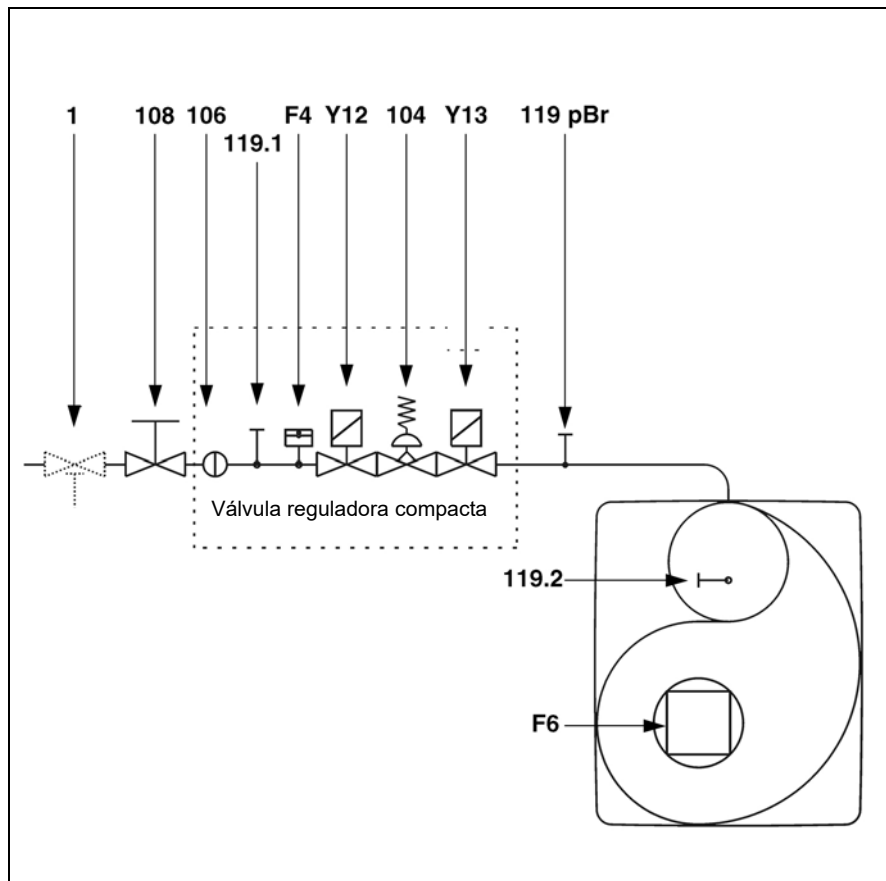 1 108 106 F4 Y12 104 Y13 119 pBr
119.1
Válvula reguladora compacta
119.2
F6